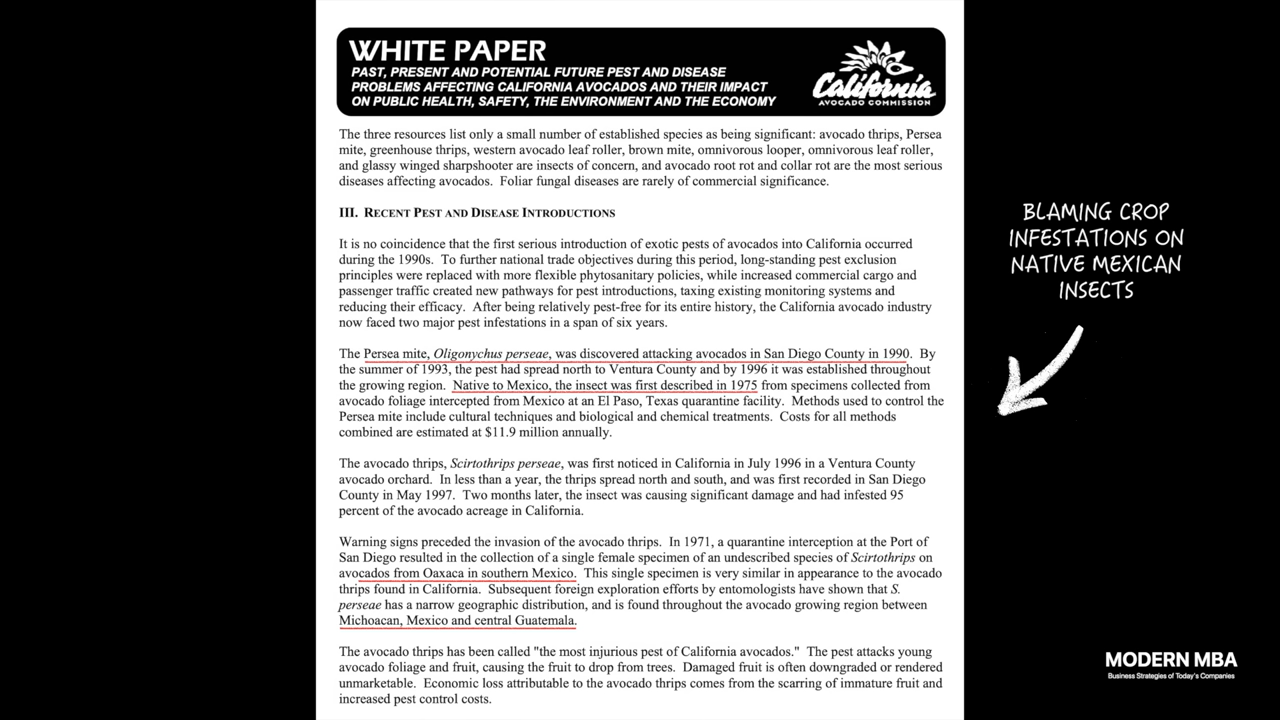 WHITE PAPER
PAST, PRESENT AND POTENTIAL FUTURE PEST AND DISEASE
PROBLEMS AFFECTING CALIFORNIA AVOCADOS AND THEIR IMPACT
ON PUBLIC HEALTH, SAFETY, THE ENVIRONMENT AND THE ECONOMY
California
AVOCADO COMMISSION
The three resources list only a small number of established species as being significant: avocado thrips, Persea
mite, greenhouse thrips, western avocado leaf roller, brown mite, omnivorous looper, omnivorous leaf roller,
and glassy winged sharpshooter are insects of concern, and avocado root rot and collar rot are the most serious
diseases affecting avocados. Foliar fungal diseases are rarely of commercial significance.
III. RECENT PEST AND DISEASE INTRODUCTIONS
It is no coincidence that the first serious introduction of exotic pests of avocados into California occurred
during the 1990s. To further national trade objectives during this period, long-standing pest exclusion
principles were replaced with more flexible phytosanitary policies, while increased commercial cargo and
passenger traffic created new pathways for pest introductions, taxing existing monitoring systems and
reducing their efficacy. After being relatively pest-free for its entire history, the California avocado industry
now faced two major pest infestations in a span of six years.
The Persea mite, Oligonychus perseae, was discovered attacking avocados in San Diego County in 1990. By
the summer of 1993, the pest had spread north to Ventura County and by 1996 it was established throughout
the growing region. Native to Mexico, the insect was first described in 1975 from specimens collected from
avocado foliage intercepted from Mexico at an El Paso, Texas quarantine facility. Methods used to control the
Persea mite include cultural techniques and biological and chemical treatments. Costs for all methods
combined are estimated at $11.9 million annually.
The avocado thrips, Scirtothrips perseae, was first noticed in California in July 1996 in a Ventura County
avocado orchard. In less than a year, the thrips spread north and south, and was first recorded in San Diego
County in May 1997. Two months later, the insect was causing significant damage and had infested 95
percent of the avocado acreage in California.
Warning signs preceded the invasion of the avocado thrips. In 1971, a quarantine interception at the Port of
San Diego resulted in the collection of a single female specimen of an undescribed species of Scirtothrips on
avocados from Oaxaca in southern Mexico. This single specimen is very similar in appearance to the avocado
thrips found in California. Subsequent foreign exploration efforts by entomologists have shown that S.
perseae has a narrow geographic distribution, and is found throughout the avocado growing region between
Michoacan, Mexico and central Guatemala.
The avocado thrips has been called "the most injurious pest of California avocados." The pest attacks young
avocado foliage and fruit, causing the fruit to drop from trees. Damaged fruit is often downgraded or rendered
unmarketable. Economic loss attributable to the avocado thrips comes from the scarring of immature fruit and
increased pest control costs.
BLAMING CROP
INFESTATIONS ON
NATIVE MEXICAN
INSECTS
MODERN MBA
Business Strategies of Today's Companies